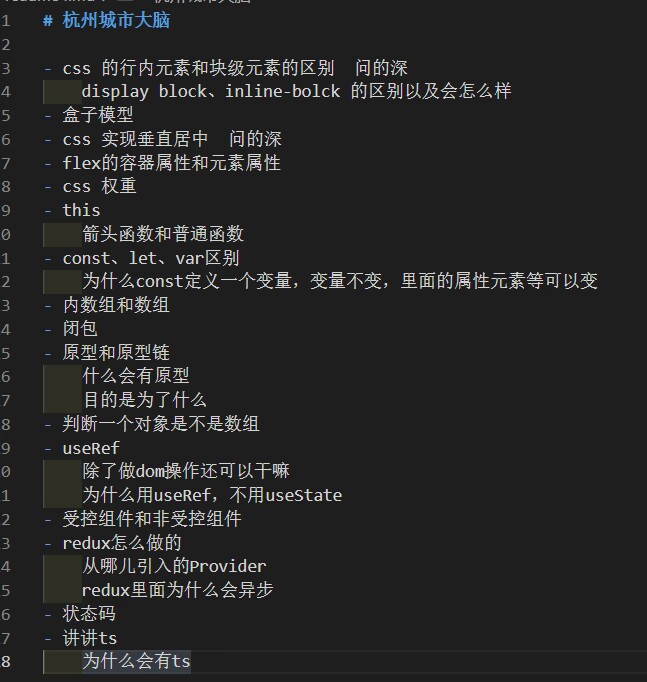 1 # 杭州城市大脑
2
3 - css 的行内元素和块级元素的区别  问的深
4 display block、inline-bolck 的区别以及会怎么样
5 - 盒子模型
6 - css 实现垂直居中  问的深
7 - flex的容器属性和元素属性
8 - css 权重
9 - this
0 箭头函数和普通函数
1 - const、let、var区别
2 为什么const定义一个变量，变量不变，里面的属性元素等可以变
3 - 内数组和数组
4 - 闭包
5 - 原型和原型链
6 什么会有原型
7 目的是为了什么
8 - 判断一个对象是不是数组
9 - useRef
0 除了做dom操作还可以干嘛
1 为什么用useRef，不用useState
2 - 受控组件和非受控组件
3 - redux怎么做的
4 从哪儿引入的Provider
5 redux里面为什么会异步
6 - 状态码
7 - 讲讲ts
8 为什么会有ts